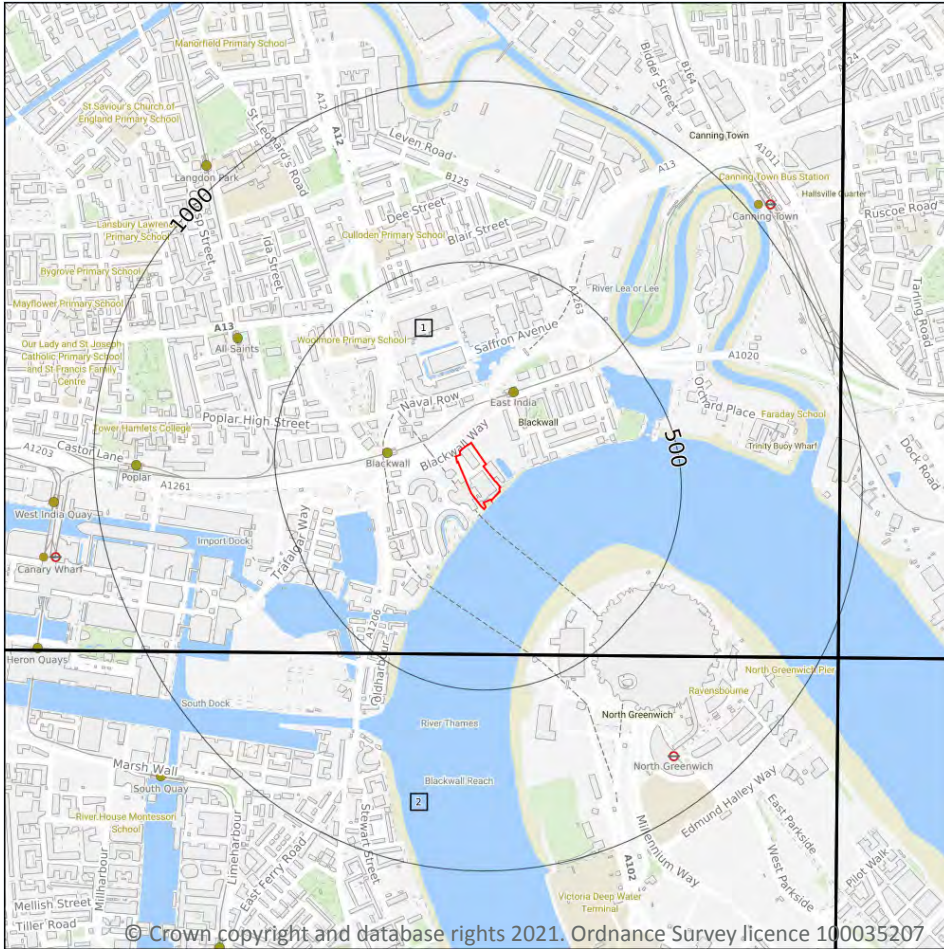 Manorfield Primary School
St Saviour's Church of
England Primary School
Langdon Park
St Leonard's Road
A12
A12
Leven Road
B125
Bidder Street
B164
Canning Town
A1011
A124
A13
Canning Town Bus Station
Hallsville Quarter
Canning Town
Ruscoe Road
1000
Lansbury Lawrence
Primary School
Ida Street
Dee Street
Culloden Primary School
Blair Street
Bygrove Primary School
Mayflower Primary School
River Lea or Lee
A1263
Tarling Road
A13
All Saints
Woolmore Primary School
1
Saffron Avenue
Our Lady and St Joseph
Catholic Primary School
and St Francis Family
Centre
A1020
Naval Row
East India
Orchard Place
Poplar High Street
Tower Hamlets College
Blackwall
Faraday School
500
Trinity Buoy Wharf
Dock Road
A1203
Castor Lane
Blackwall Way
Blackwall
Poplar
A1261
West India Quay
Trafalgar Way
Import Dock
Canary Wharf
A1206
Heron Quays
Coldharbour
North Greenwich Pier
Ravensbourne
South Dock
North Greenwich
River Thames
North Greenwich
Marsh Wall
South Quay
Blackwall Reach
2
River House Montessori
School
Stewart Street
Edmund Halley Way
East Parkside
Millennium Way
West Parkside
Pilot Walk
Millharbour
Limeharbour
East Ferry Road
A102
Victoria Deep Water
Terminal
Mellish Street
Tiller Road
© Crown copyright and database rights 2021. Ordnance Survey licence 100035207